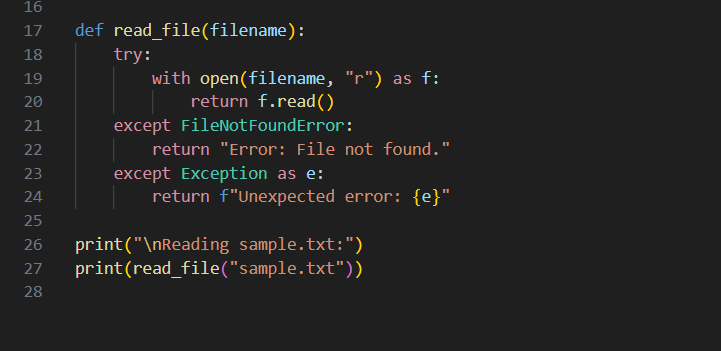 16
17 def read_file(filename):
18     try:
19         with open(filename, "r") as f:
20             return f.read()
21     except FileNotFoundError:
22         return "Error: File not found."
23     except Exception as e:
24         return f"Unexpected error: {e}"
25
26 print("\nReading sample.txt:")
27 print(read_file("sample.txt"))
28